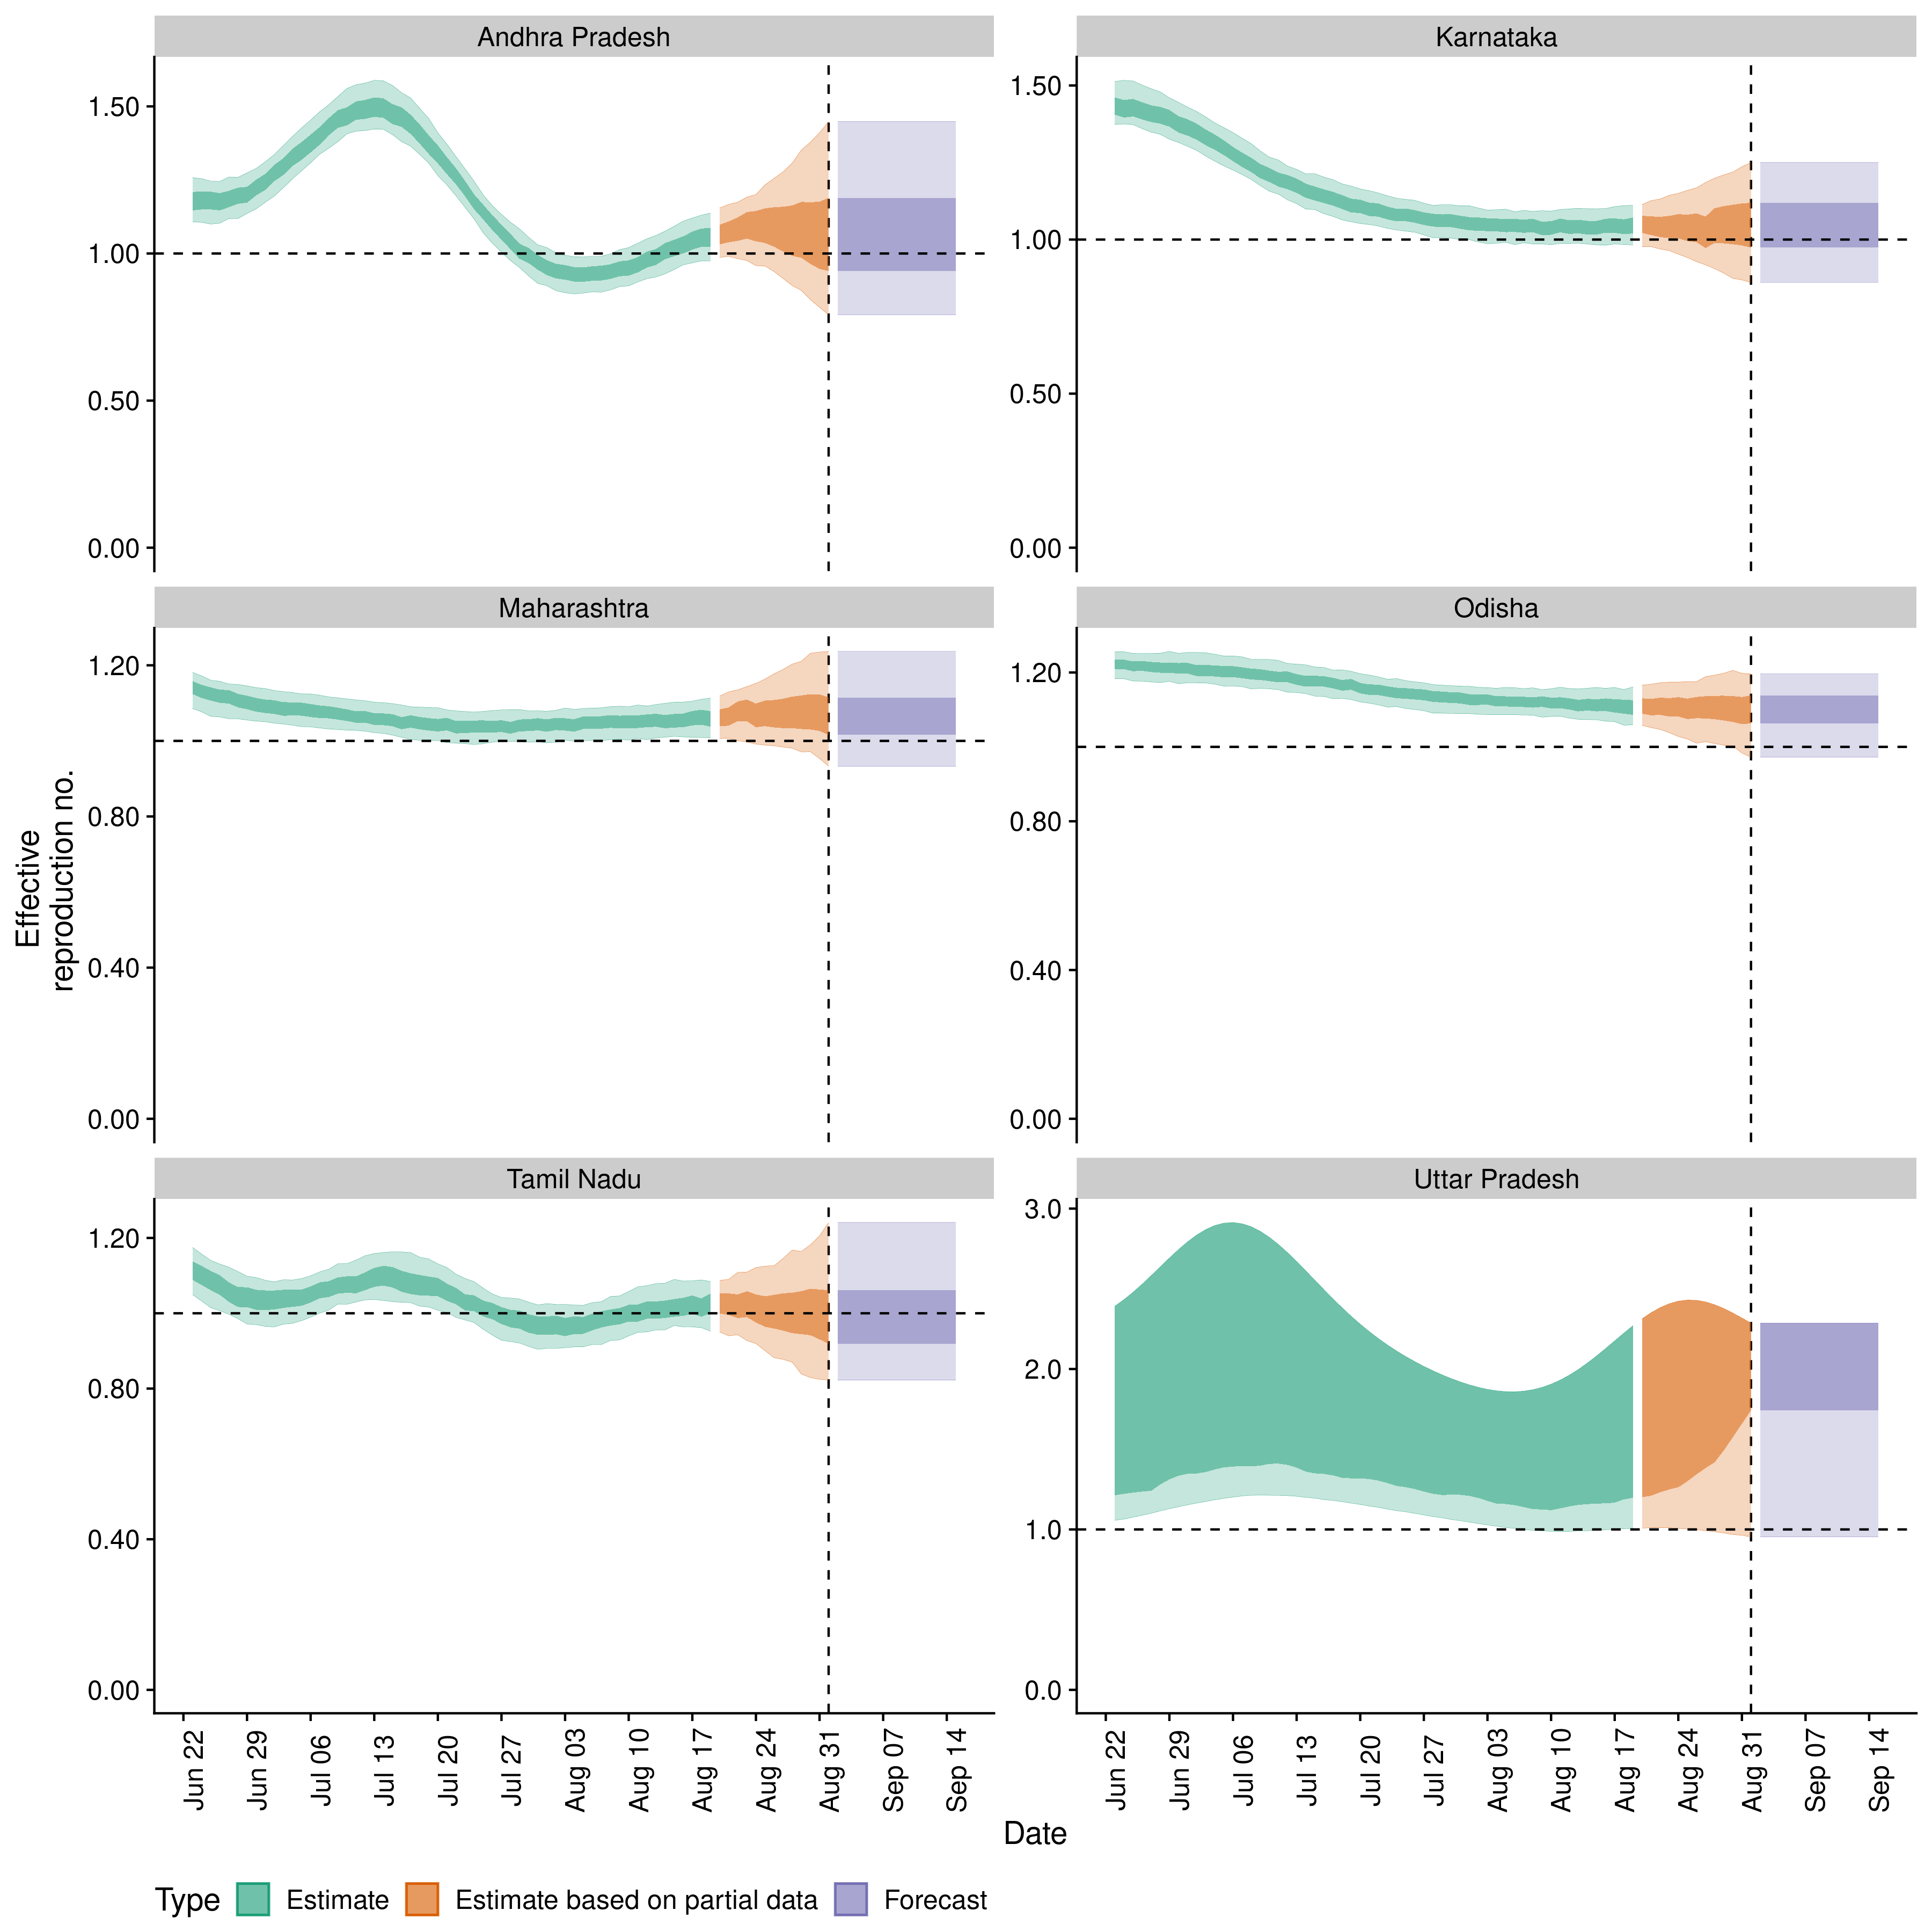 Andhra Pradesh
Karnataka
1.50
1.00
0.50
0.00
1.50
1.00
0.50
0.00
Maharashtra
Odisha
1.20
0.80
0.40
0.00
1.20
0.80
0.40
0.00
Effective
reproduction no.
Tamil Nadu
Uttar Pradesh
1.20
0.80
0.40
0.00
3.0
2.0
1.0
0.0
Jun 22
Jun 29
Jul 06
Jul 13
Jul 20
Jul 27
Aug 03
Aug 10
Aug 17
Aug 24
Aug 31
Sep 07
Sep 14
Jun 22
Jun 29
Jul 06
Jul 13
Jul 20
Jul 27
Aug 03
Aug 10
Aug 17
Aug 24
Aug 31
Sep 07
Sep 14
Date
Type Estimate Estimate based on partial data Forecast